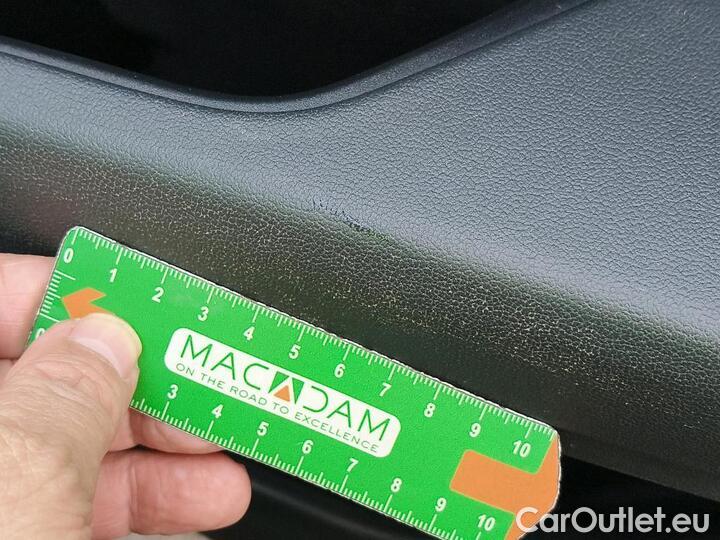 0 1 2 3 4 5 6 7 8 9 10
MACADAM
ON THE ROAD TO EXCELLENCE
0 3 4 5 6 7 8 9 10
CarOutlet.eu